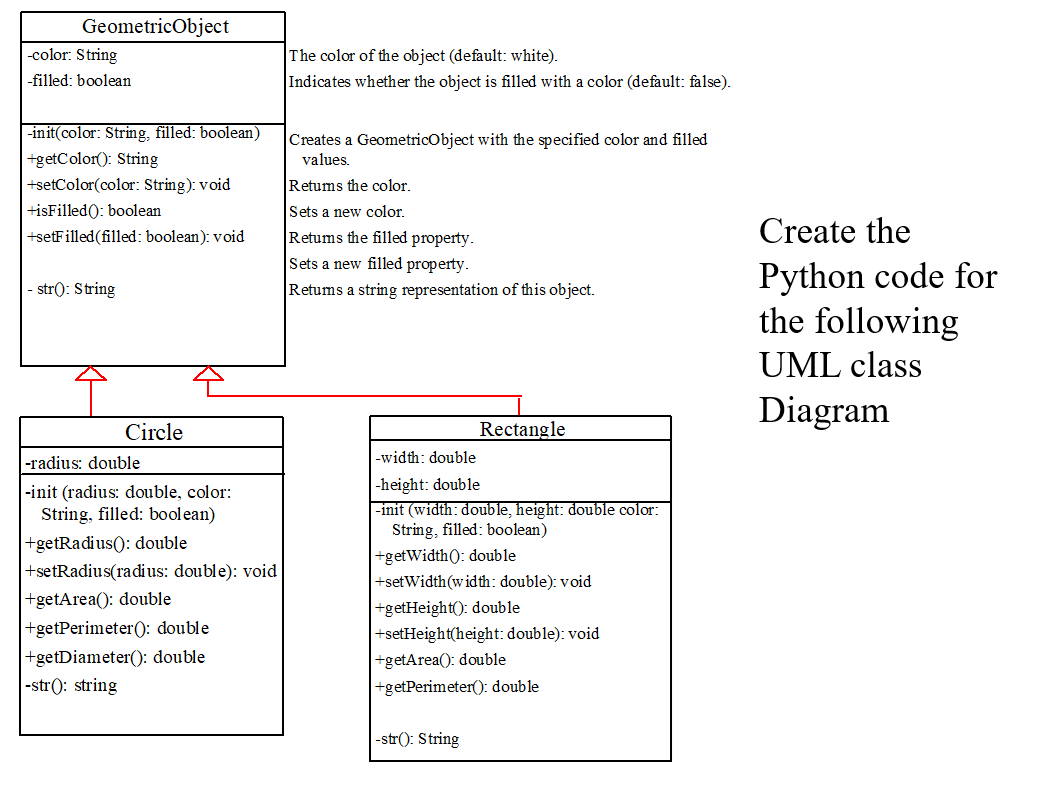 GeometricObject
-color: String
-filled: boolean
The color of the object (default: white).
Indicates whether the object is filled with a color (default: false).
-init(color: String, filled: boolean)
+getColor(): String
+setColor(color: String): void
+isFilled(): boolean
+setFilled(filled: boolean): void
- str(): String
Creates a GeometricObject with the specified color and filled
values.
Returns the color.
Sets a new color.
Returns the filled property.
Sets a new filled property.
Returns a string representation of this object.
Create the
Python code for
the following
UML class
Diagram
Circle
-radius: double
-init (radius: double, color:
String, filled: boolean)
+getRadius(): double
+setRadius(radius: double): void
+getArea(): double
+getPerimeter(): double
+getDiameter(): double
-str(): string
Rectangle
-width: double
-height: double
-init (width: double, height: double color:
String, filled: boolean)
+getWidth(): double
+setWidth(width: double): void
+getHeight(): double
+setHeight(height: double): void
+getArea(): double
+getPerimeter(): double
-str(): String